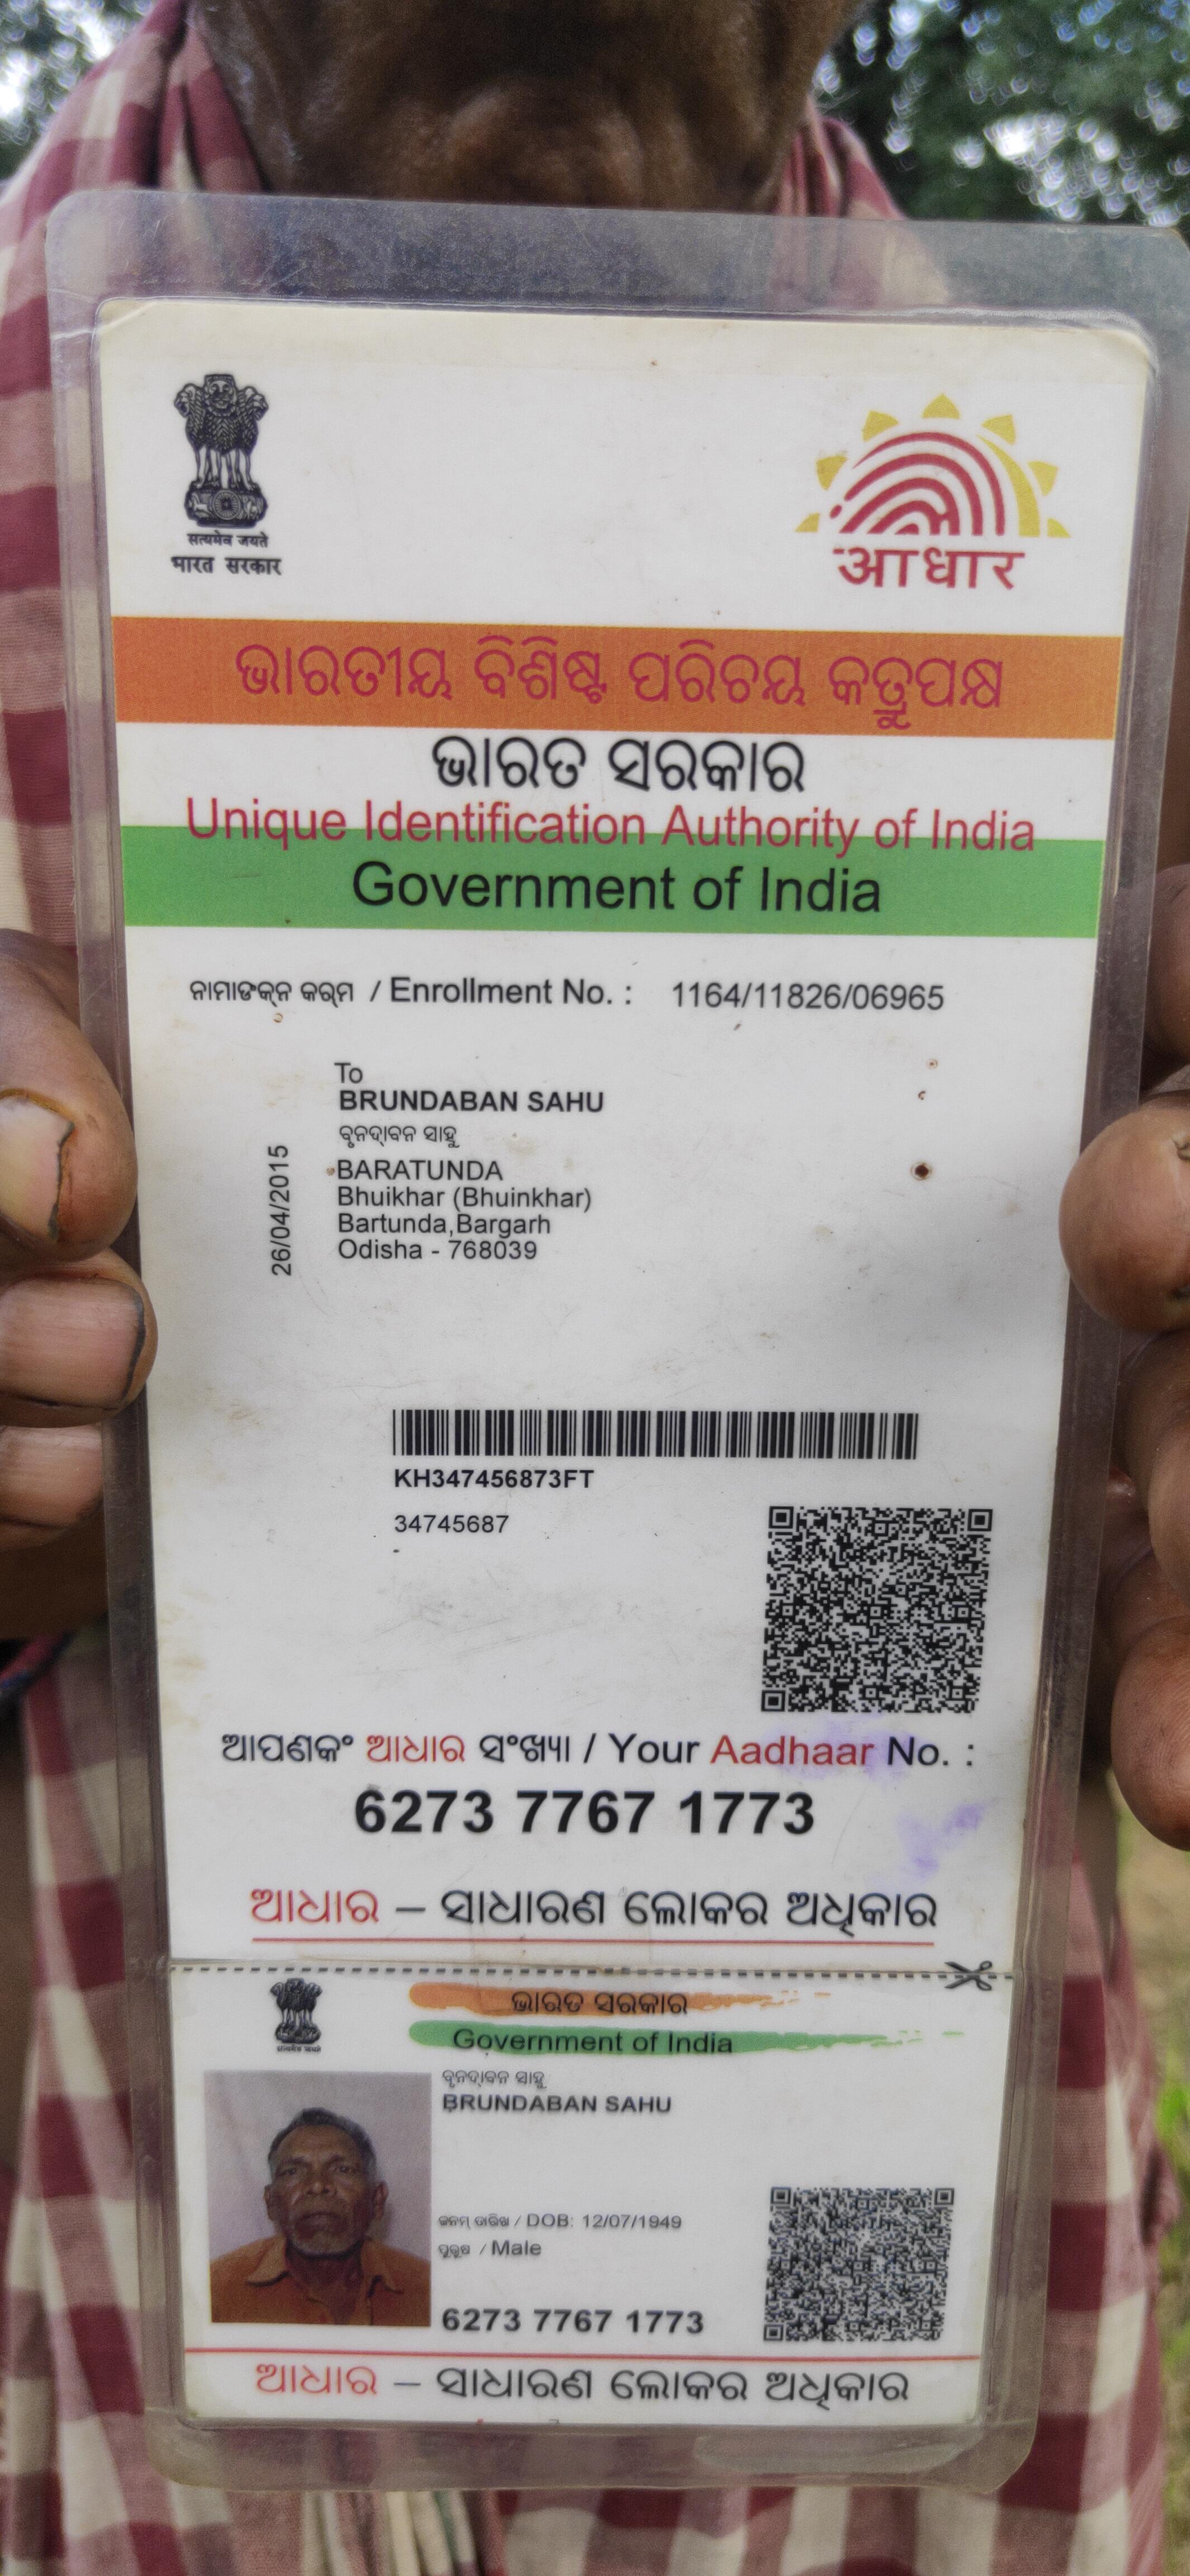 सत्यमेव जयते
भारत सरकार
आधार
ଭାରତୀୟ ବିଶିଷ୍ଟ ପରିଚୟ କତ୍ରୁପକ୍ଷ
ଭାରତ ସରକାର
Unique Identification Authority of India
Government of India
ନାମାଙ୍କନ କ୍ରମ / Enrollment No. : 1164/11826/06965
To
BRUNDABAN SAHU
ବୃନ୍ଦାବନ ସାହୁ
26/04/2015
BARATUNDA
Bhuikhar (Bhuinkhar)
Bartunda,Bargarh
Odisha - 768039
KH347456873FT
34745687
ଆପଣକଂ ଆଧାର ସଂଖ୍ୟା / Your Aadhaar No. :
6273 7767 1773
ଆଧାର – ସାଧାରଣ ଲୋକର ଅଧିକାର
ଭାରତ ସରକାର
Government of India
ବୃନ୍ଦାବନ ସାହୁ
BRUNDABAN SAHU
ଜନ୍ମ ତାରିଖ / DOB: 12/07/1949
ପୁରୁଷ / Male
6273 7767 1773
ଆଧାର – ସାଧାରଣ ଲୋକର ଅଧିକାର